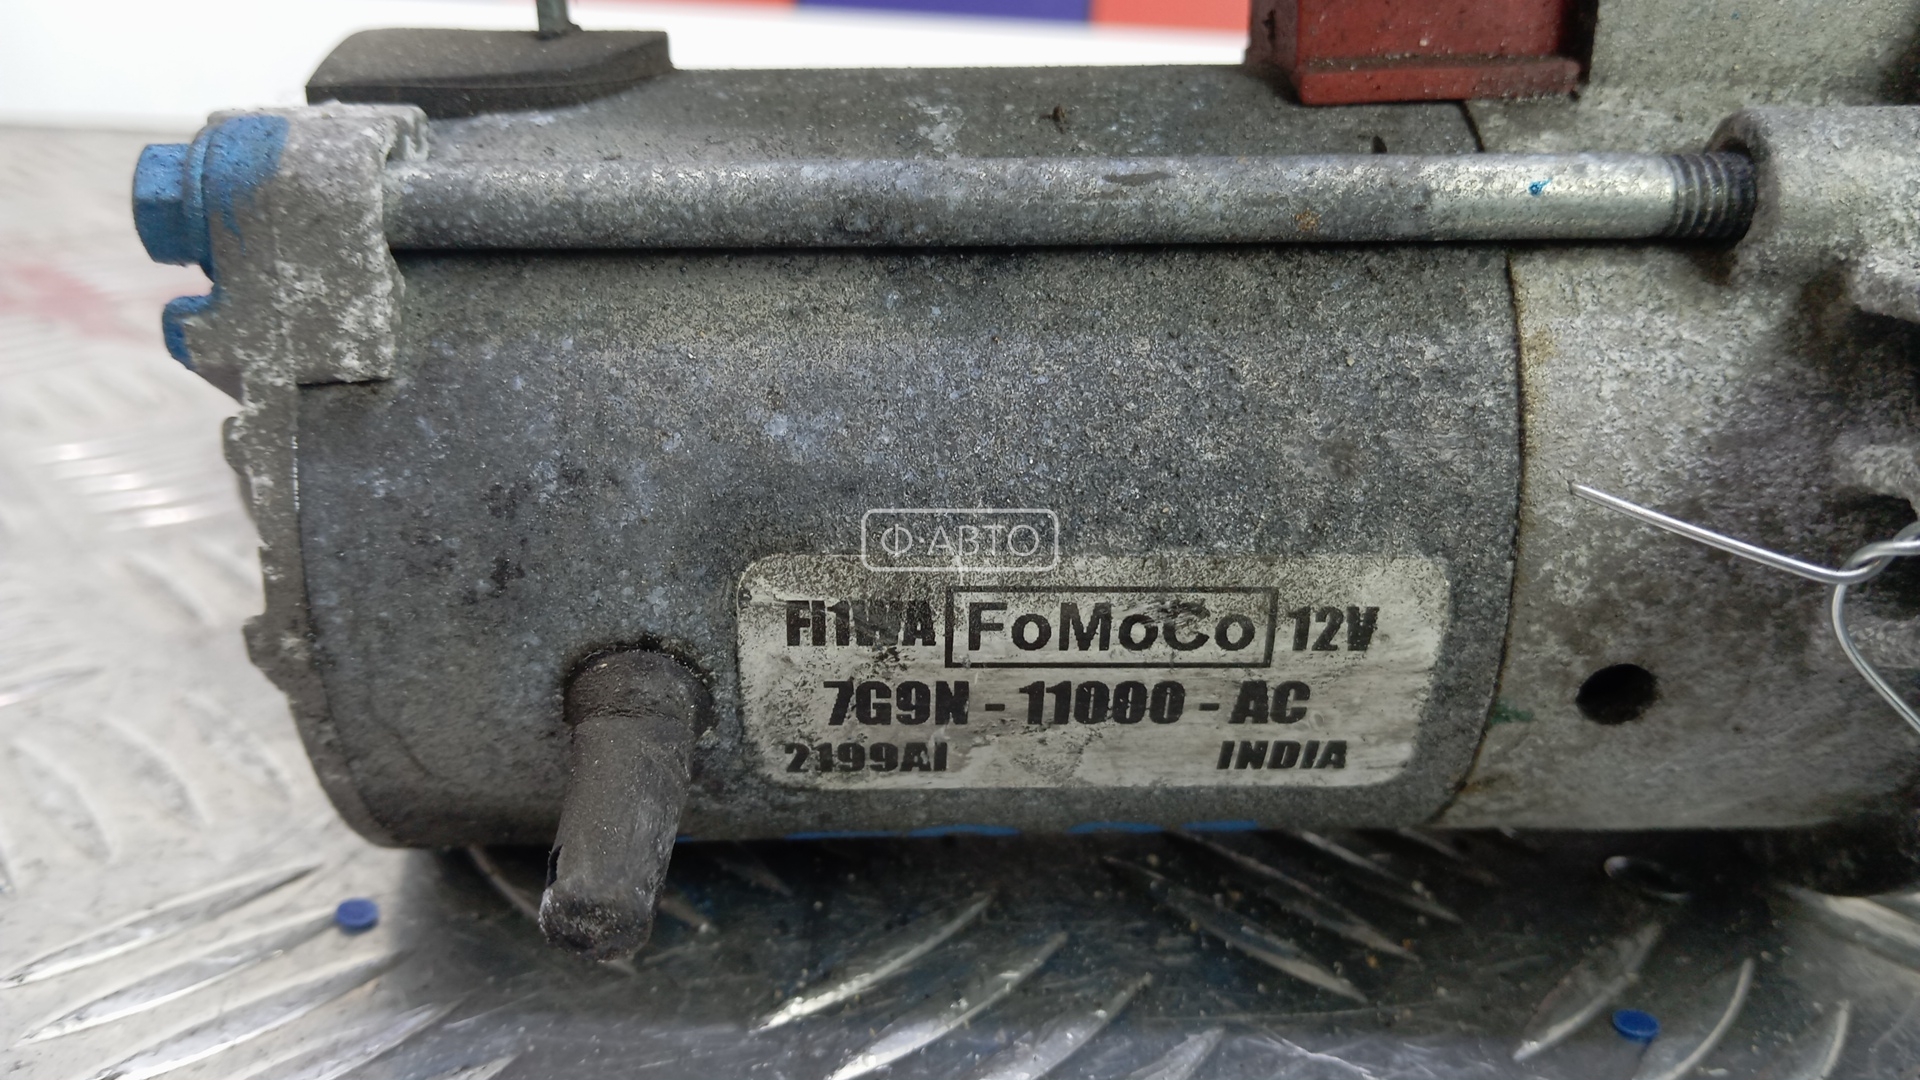 Ф·АВТО
FoMoCo 12V
7G9N - 11000 - AC
2199AI INDIA